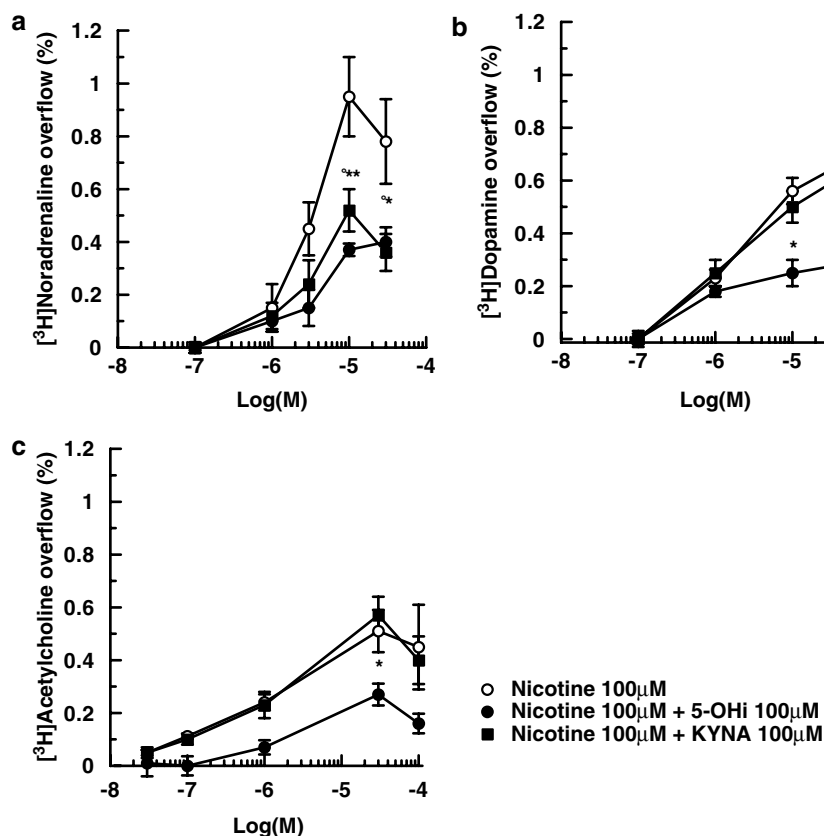 a
[³H]Noradrenaline overflow (%)
1.2
1
0.8
0.6
0.4
0.2
0
-8 -7 -6 -5 -4
Log(M)
°**
°*
b
[³H]Dopamine overflow (%)
1.2
1
0.8
0.6
0.4
0.2
0
-8 -7 -6 -5
Log(M)
*
c
[³H]Acetylcholine overflow (%)
1.2
1
0.8
0.6
0.4
0.2
0
-8 -7 -6 -5 -4
Log(M)
*
Nicotine 100μM
Nicotine 100μM + 5-OHi 100μM
Nicotine 100μM + KYNA 100μM